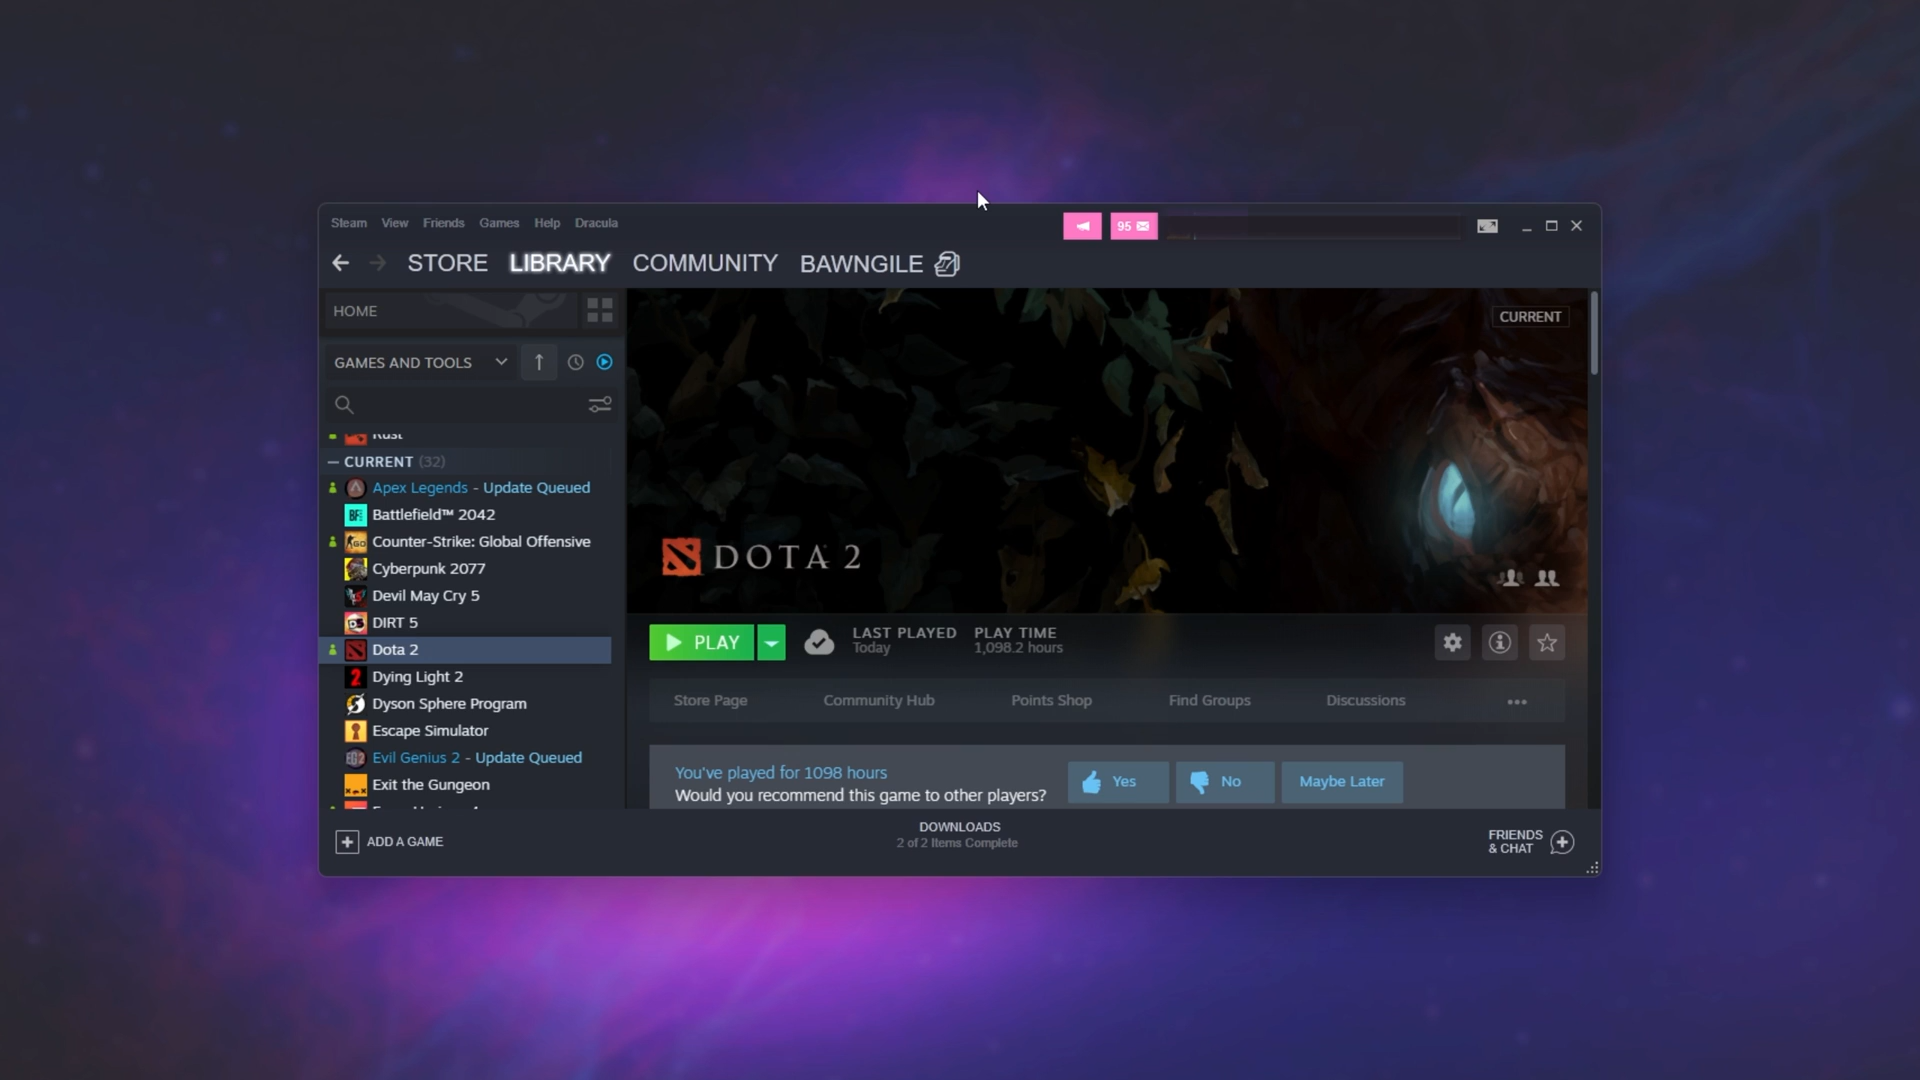 Steam View Friends Games Help Dracula
95
STORE LIBRARY COMMUNITY BAWNGILE
HOME
CURRENT
GAMES AND TOOLS
Rust
CURRENT (32)
Apex Legends - Update Queued
BF
Battlefield™ 2042
GO
Counter-Strike: Global Offensive
Cyberpunk 2077
Devil May Cry 5
DIRT 5
Dota 2
2
Dying Light 2
Dyson Sphere Program
Escape Simulator
EG2
Evil Genius 2 - Update Queued
Exit the Gungeon
DOTA 2
PLAY
LAST PLAYED
Today
PLAY TIME
1,098.2 hours
Store Page Community Hub Points Shop Find Groups Discussions
You've played for 1098 hours
Would you recommend this game to other players?
Yes No Maybe Later
ADD A GAME
DOWNLOADS
2 of 2 Items Complete
FRIENDS
& CHAT